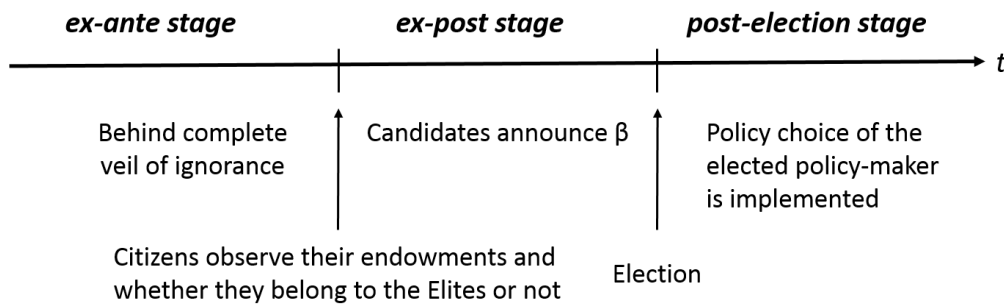 ex-ante stage
ex-post stage
post-election stage
t
Behind complete
veil of ignorance
Candidates announce β
Policy choice of the
elected policy-maker
is implemented
Citizens observe their endowments and
whether they belong to the Elites or not
Election